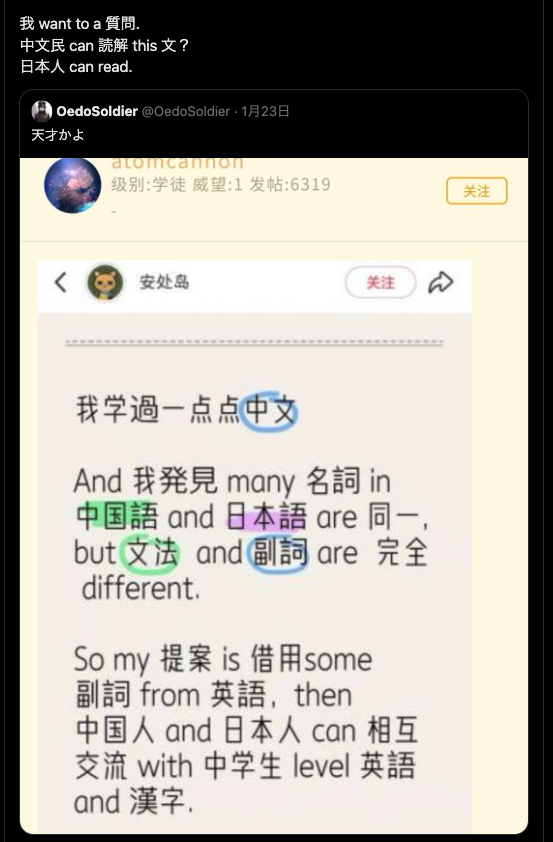 我 want to a 質問.
中文民 can 読解 this 文？
日本人 can read.
OedoSoldier @OedoSoldier · 1月23日
天才かよ
atomcannon
级别:学徒 威望:1 发帖:6319
关注
-
安处岛
关注
我学過一点点中文
And 我発見 many 名詞 in
中国語 and 日本語 are 同一,
but 文法 and 副詞 are 完全
different.
So my 提案 is 借用some
副詞 from 英語, then
中国人 and 日本人 can 相互
交流 with 中学生 level 英語
and 漢字.